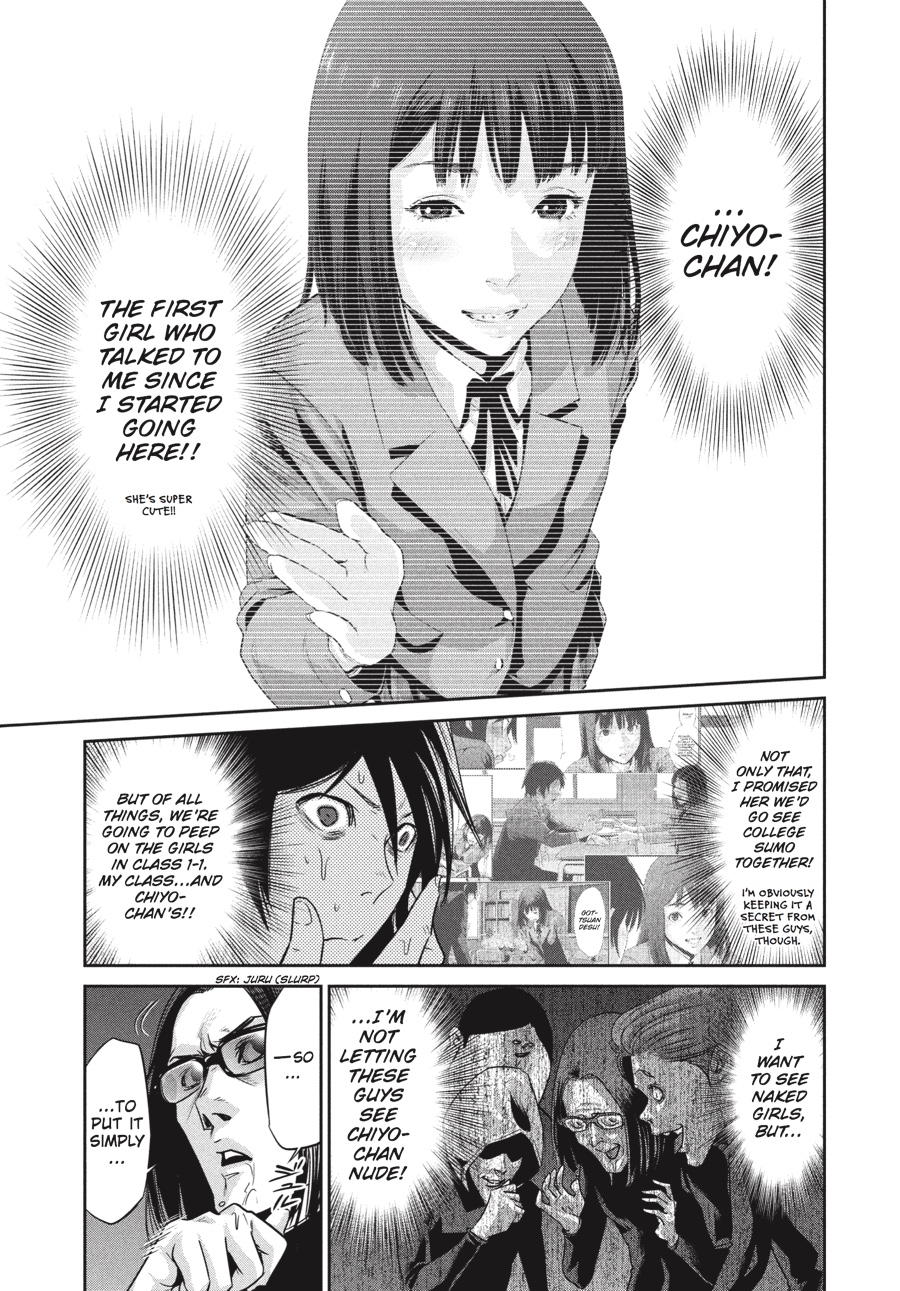 ...
CHIYO-
CHAN!
THE FIRST
GIRL WHO
TALKED TO
ME SINCE
I STARTED
GOING
HERE!!
SHE'S SUPER
CUTE!!
NOT
ONLY THAT,
I PROMISED
HER WE'D
GO SEE
COLLEGE
SUMO
TOGETHER!
I'M OBVIOUSLY
KEEPING IT A
SECRET FROM
THESE GUYS,
THOUGH.
GOT-
TSUAN
DESU!
BUT OF ALL
THINGS, WE'RE
GOING TO PEEP
ON THE GIRLS
IN CLASS 1-1.
MY CLASS...AND
CHIYO-
CHAN'S!!
I
WANT
TO SEE
NAKED
GIRLS,
BUT...
...I'M
NOT
LETTING
THESE
GUYS
SEE
CHIYO-
CHAN
NUDE!
SFX: JURU (SLURP)
—SO
...
...TO
PUT IT
SIMPLY
...